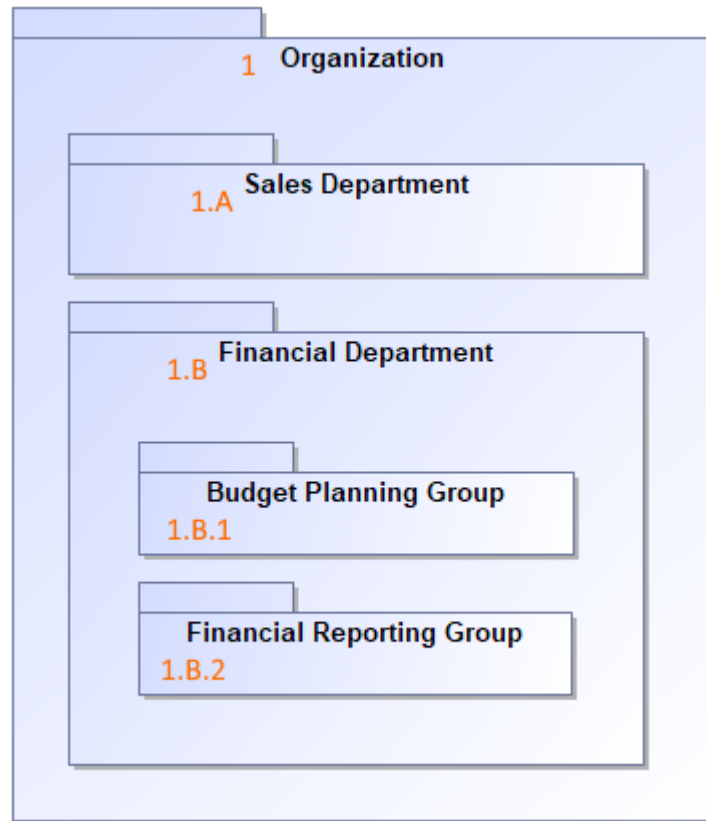 1 Organization
1.A Sales Department
1.B Financial Department
Budget Planning Group
1.B.1
Financial Reporting Group
1.B.2